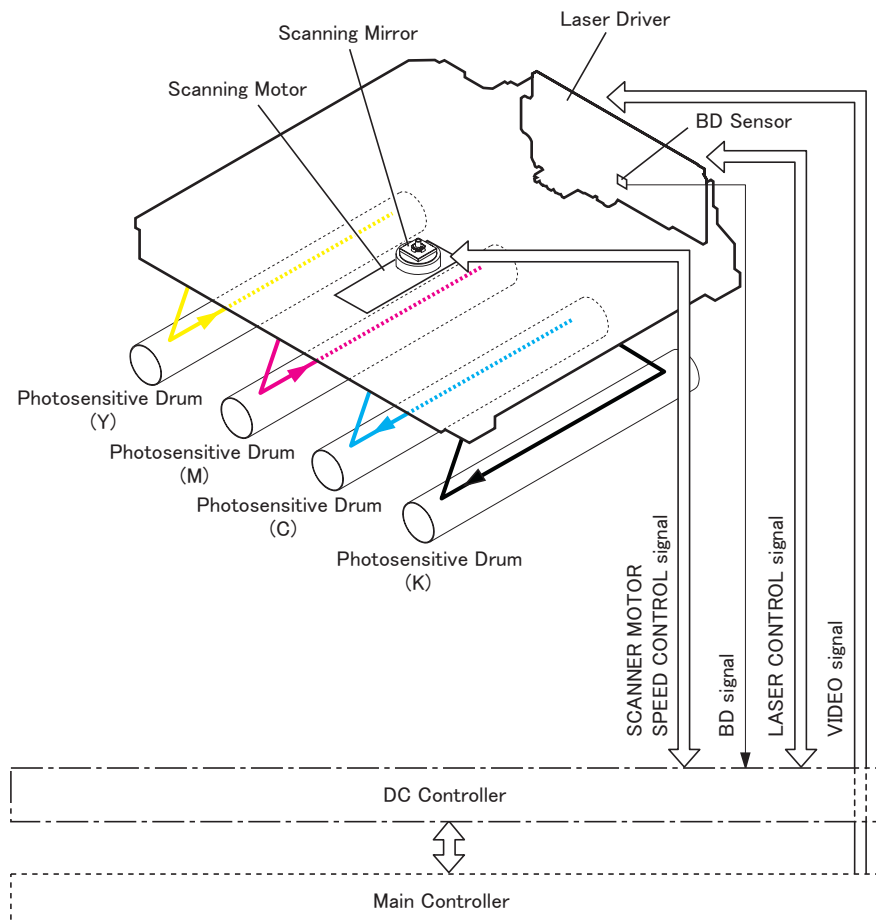 Laser Driver
Scanning Mirror
Scanning Motor
BD Sensor
Photosensitive Drum
(Y)
Photosensitive Drum
(M)
Photosensitive Drum
(C)
Photosensitive Drum
(K)
SCANNER MOTOR
SPEED CONTROL signal
BD signal
LASER CONTROL signal
VIDEO signal
DC Controller
Main Controller